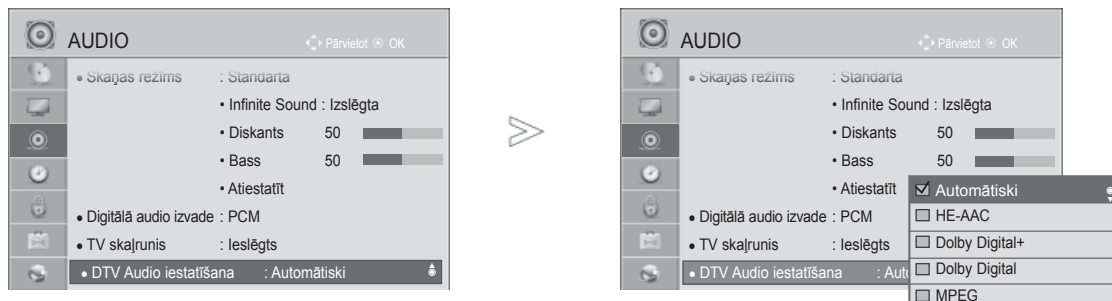 AUDIO
Pārvietot OK
• Skaņas režīms : Standarta
• Infinite Sound : Izslēgta
• Diskants 50
• Bass 50
• Atiestatīt
• Digitālā audio izvade : PCM
• TV skaļrunis : Ieslēgts
• DTV Audio iestatīšana : Automātiski
AUDIO
Pārvietot OK
• Skaņas režīms : Standarta
• Infinite Sound : Izslēgta
• Diskants 50
• Bass 50
• Atiestatīt
• Digitālā audio izvade : PCM
• TV skaļrunis : Ieslēgts
• DTV Audio iestatīšana : Auto
Automātiski
HE-AAC
Dolby Digital+
Dolby Digital
MPEG